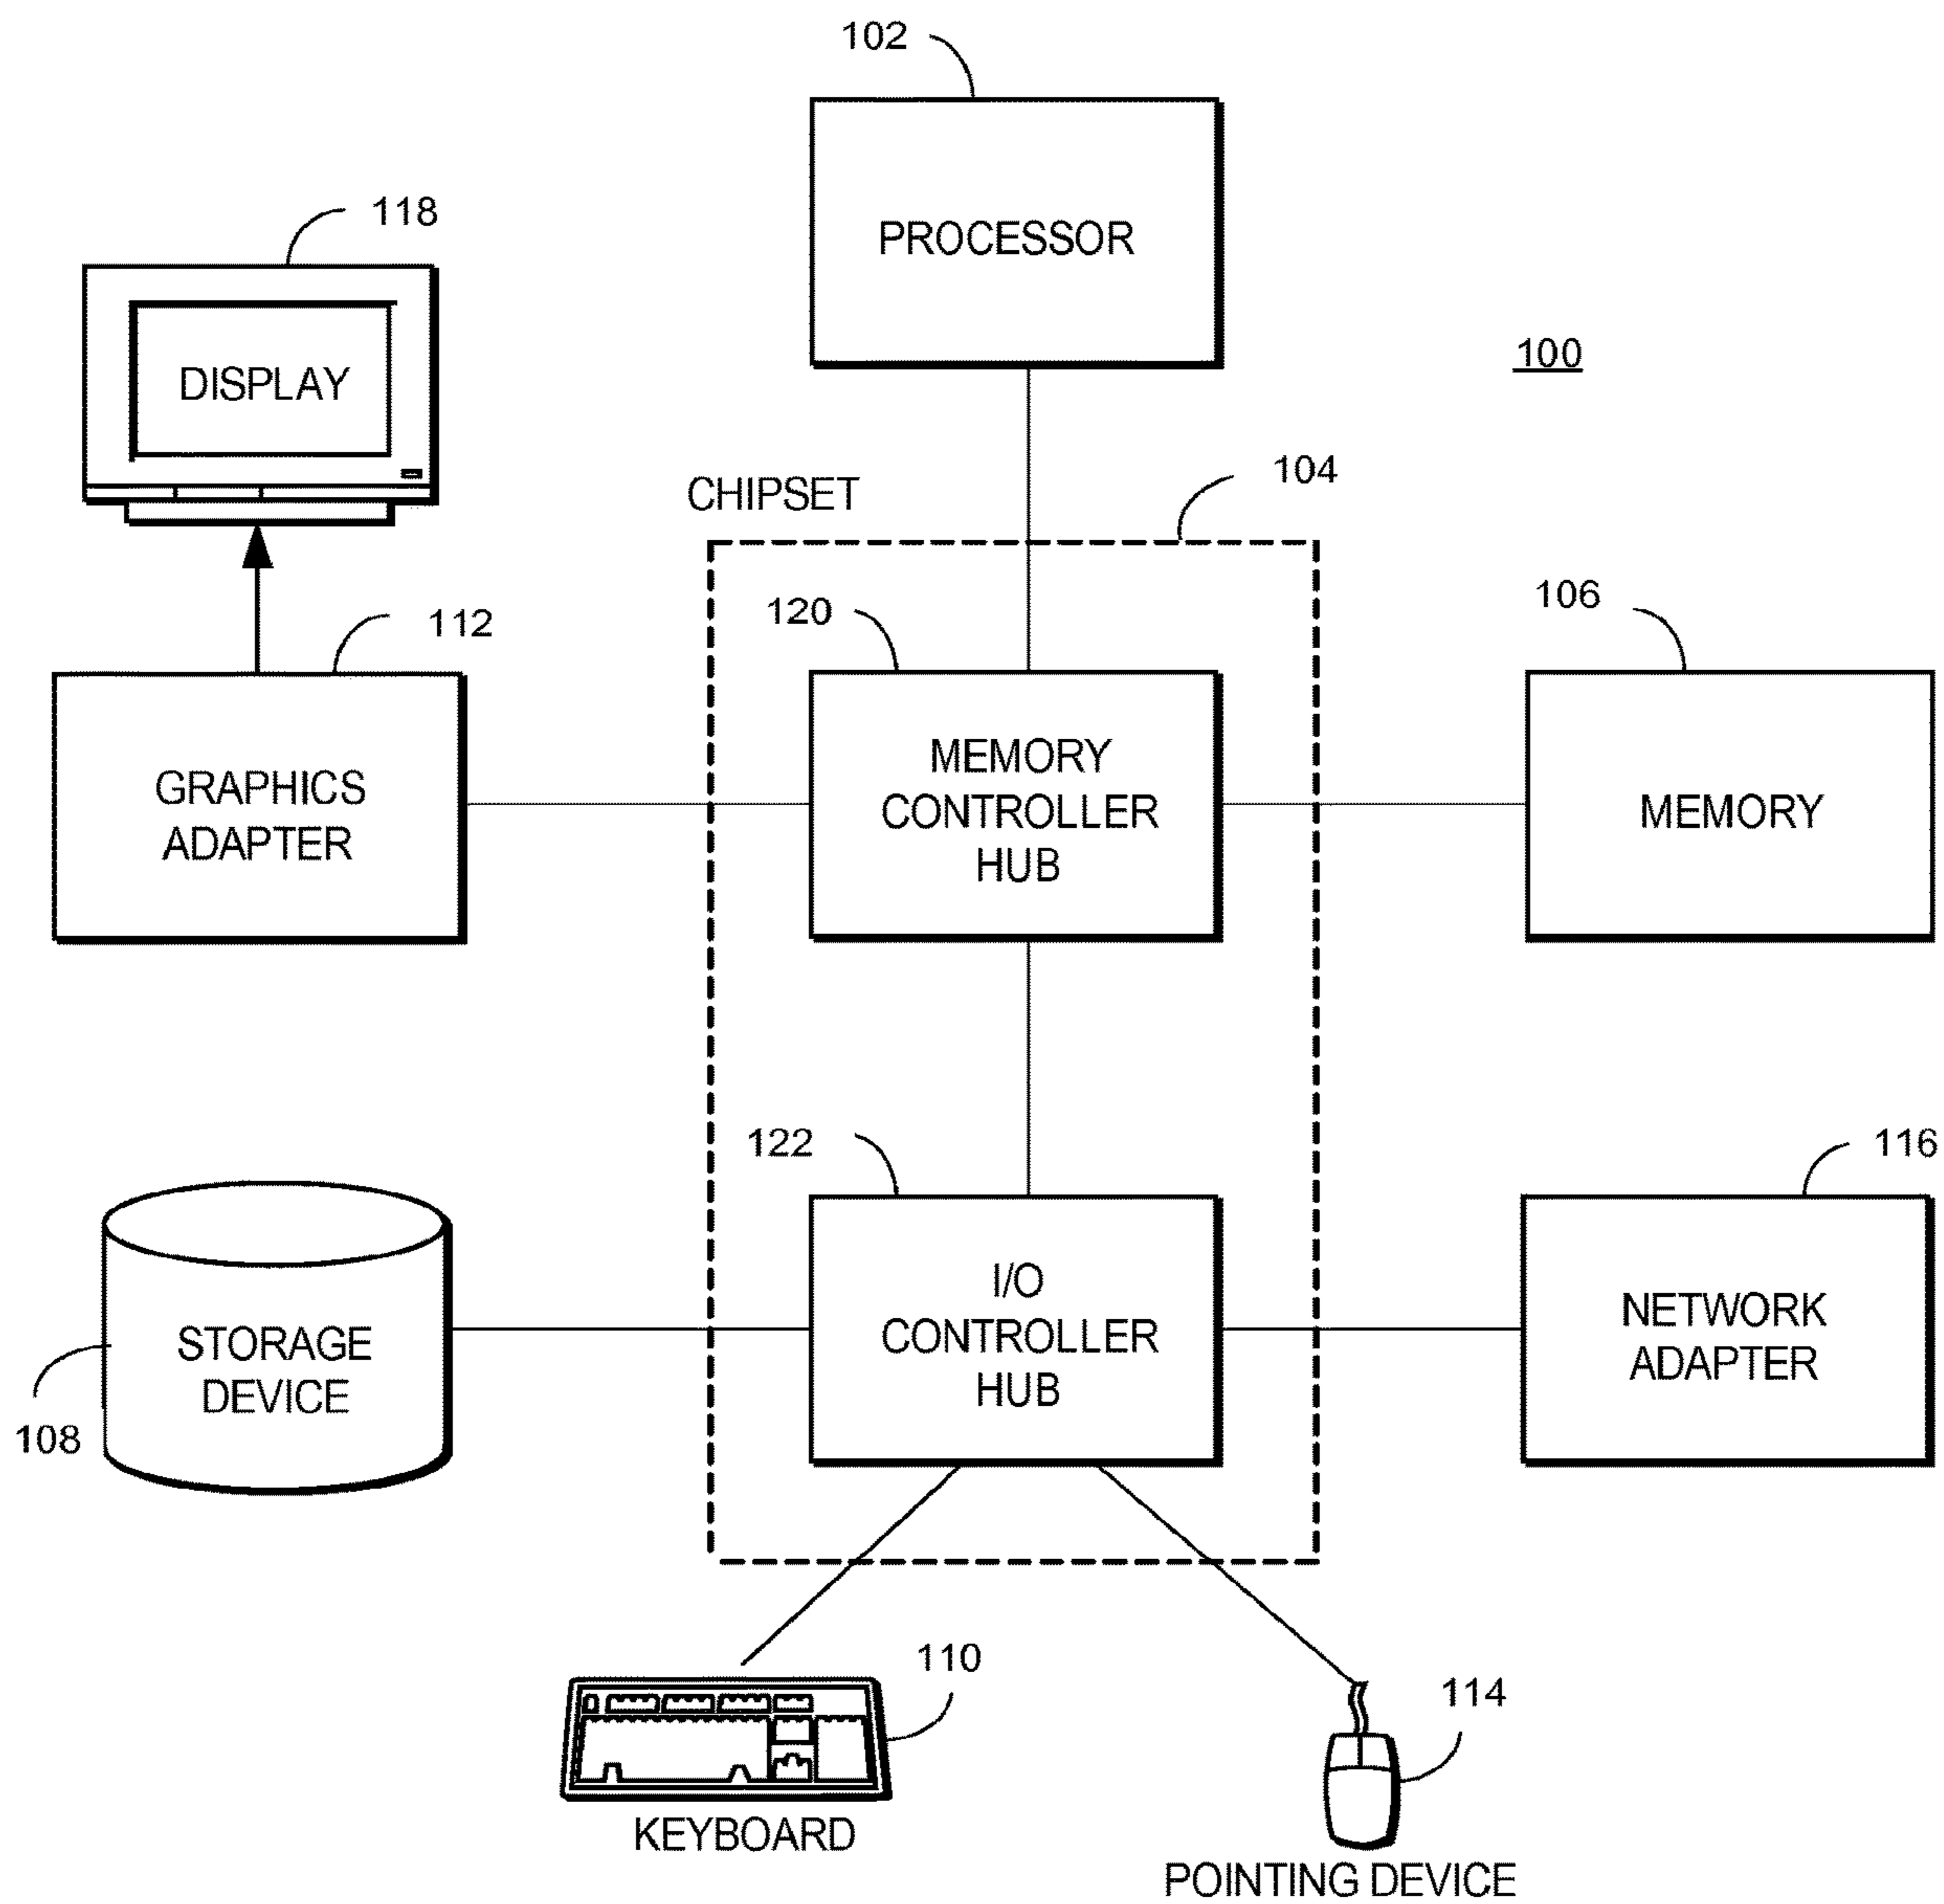 102
PROCESSOR
118
DISPLAY
100
CHIPSET
104
112
120
106
GRAPHICS
ADAPTER
MEMORY
CONTROLLER
HUB
MEMORY
122
116
STORAGE
DEVICE
108
I/O
CONTROLLER
HUB
NETWORK
ADAPTER
110
KEYBOARD
114
POINTING DEVICE